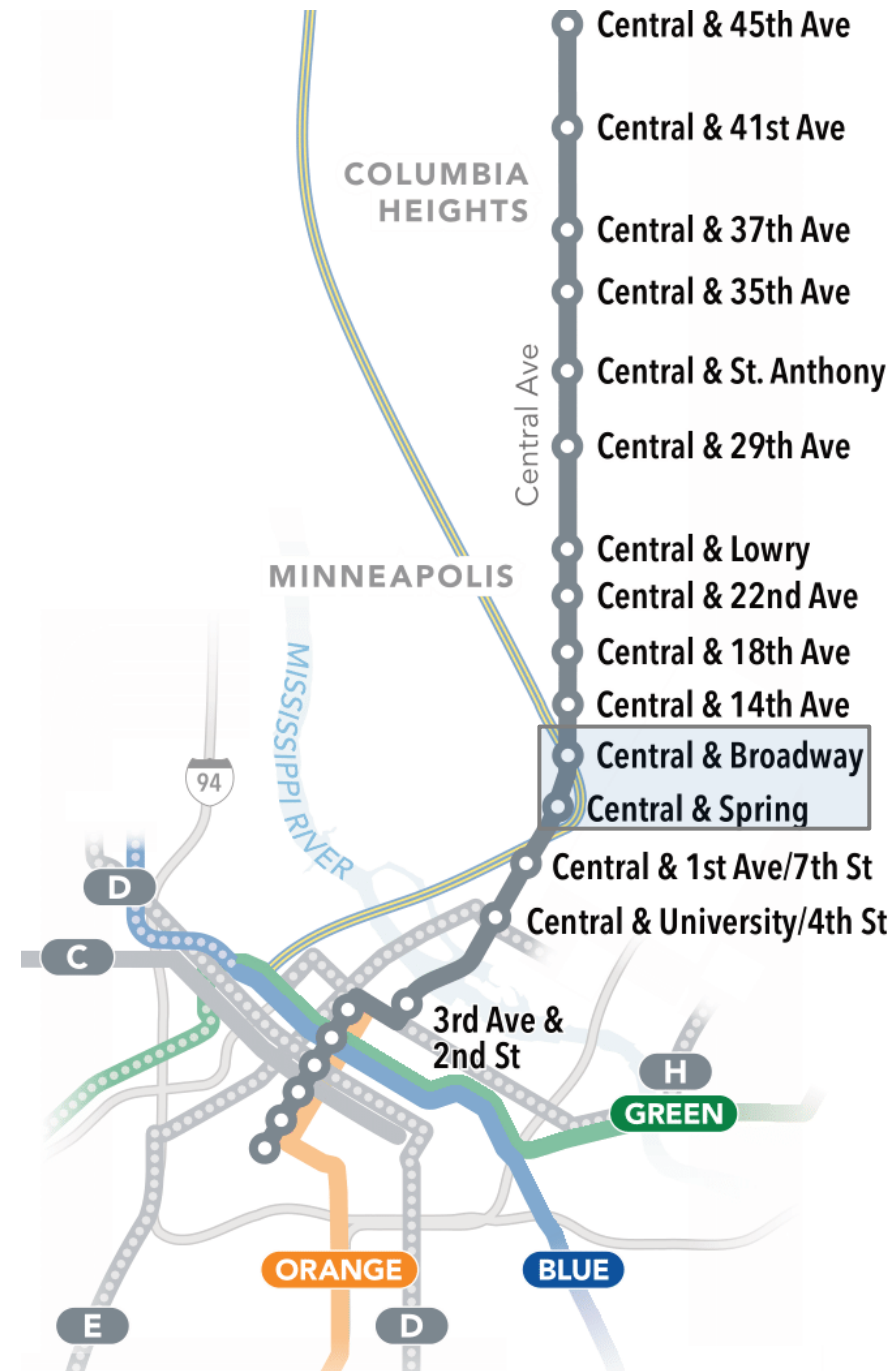 Central & 45th Ave
Central & 41st Ave
COLUMBIA
HEIGHTS
Central & 37th Ave
Central & 35th Ave
Central Ave
Central & St. Anthony
Central & 29th Ave
Central & Lowry
MINNEAPOLIS
Central & 22nd Ave
Central & 18th Ave
Central & 14th Ave
Central & Broadway
94
MISSISSIPPI RIVER
Central & Spring
Central & 1st Ave/7th St
D
Central & University/4th St
C
3rd Ave &
2nd St
H
GREEN
ORANGE
BLUE
E
D